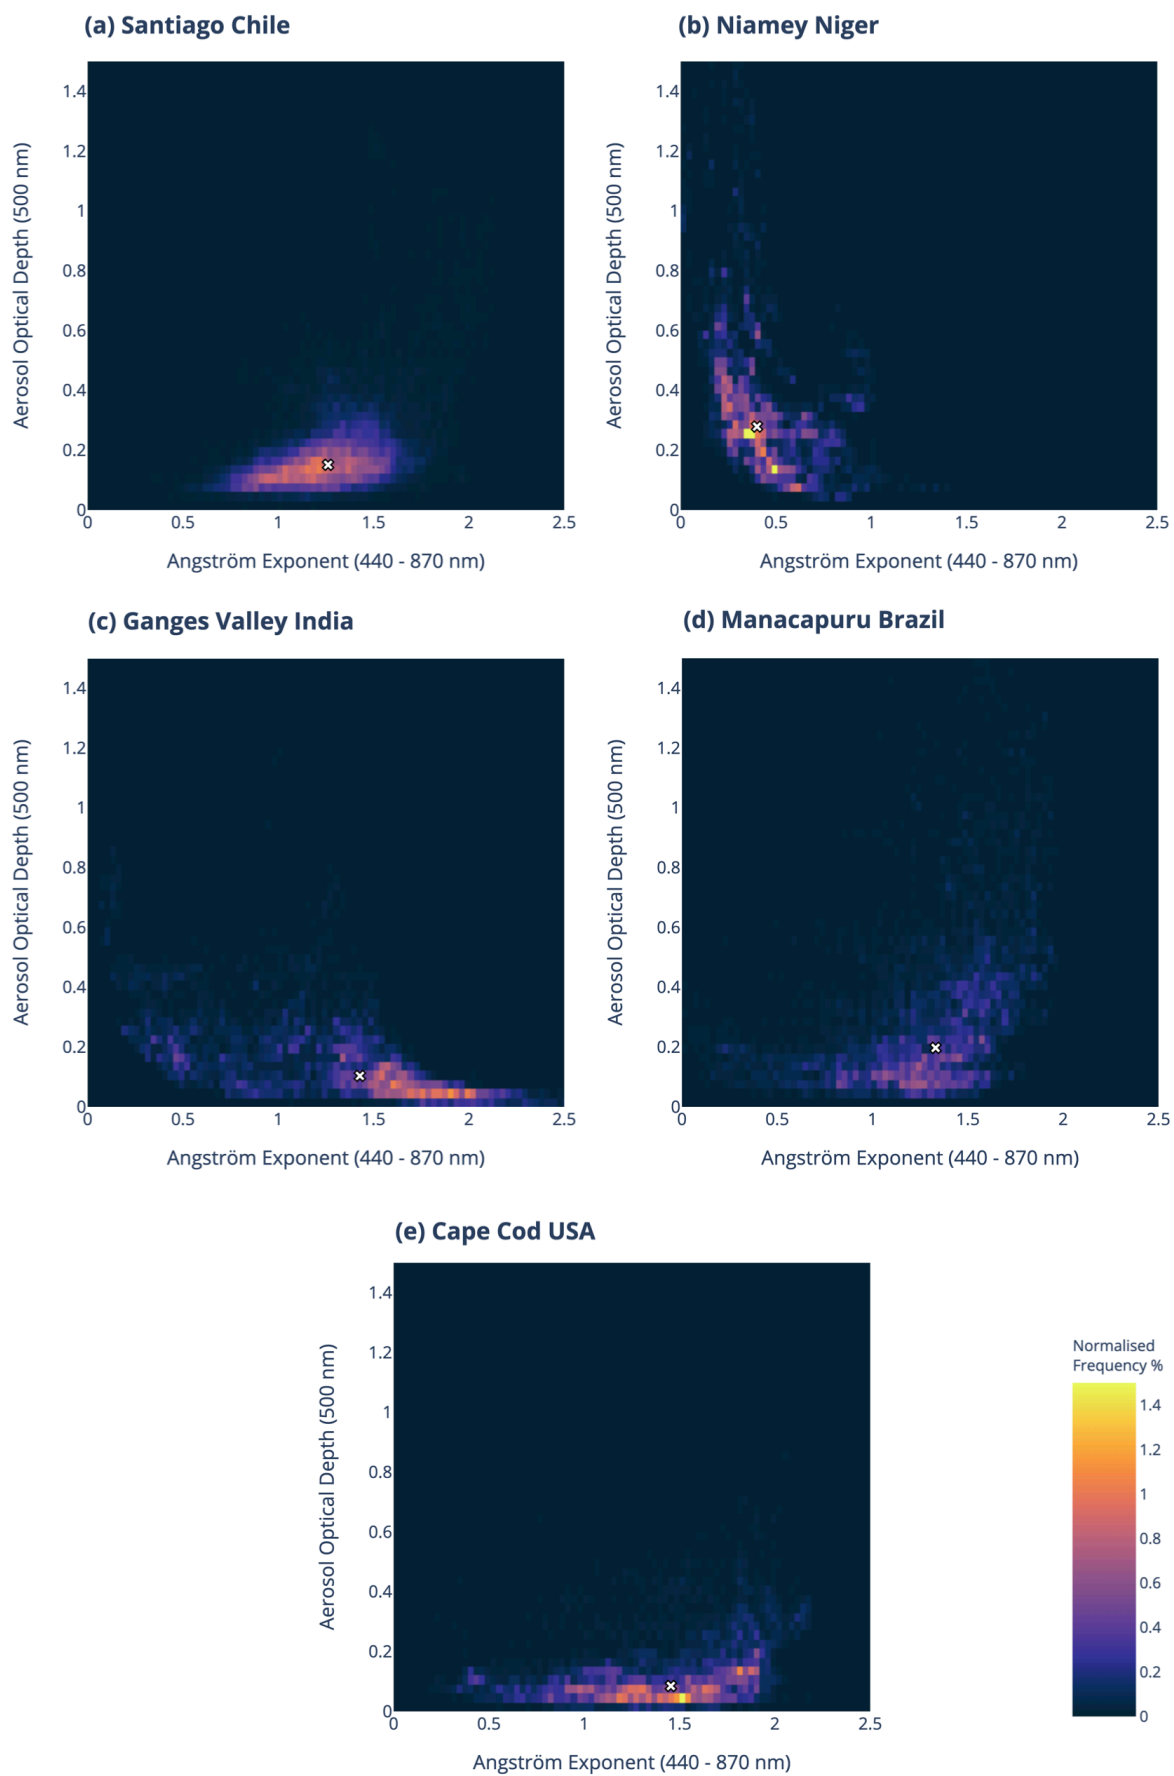 (a) Santiago Chile
(b) Niamey Niger
Aerosol Optical Depth (500 nm)
1.4
1.2
1
0.8
0.6
0.4
0.2
0
0 0.5 1 1.5 2 2.5
Angström Exponent (440 - 870 nm)
Aerosol Optical Depth (500 nm)
1.4
1.2
1
0.8
0.6
0.4
0.2
0
0 0.5 1 1.5 2 2.5
Angström Exponent (440 - 870 nm)
(c) Ganges Valley India
(d) Manacapuru Brazil
Aerosol Optical Depth (500 nm)
1.4
1.2
1
0.8
0.6
0.4
0.2
0
0 0.5 1 1.5 2 2.5
Angström Exponent (440 - 870 nm)
Aerosol Optical Depth (500 nm)
1.4
1.2
1
0.8
0.6
0.4
0.2
0
0 0.5 1 1.5 2 2.5
Angström Exponent (440 - 870 nm)
(e) Cape Cod USA
Aerosol Optical Depth (500 nm)
1.4
1.2
1
0.8
0.6
0.4
0.2
0
0 0.5 1 1.5 2 2.5
Angström Exponent (440 - 870 nm)
Normalised
Frequency %
1.4
1.2
1
0.8
0.6
0.4
0.2
0